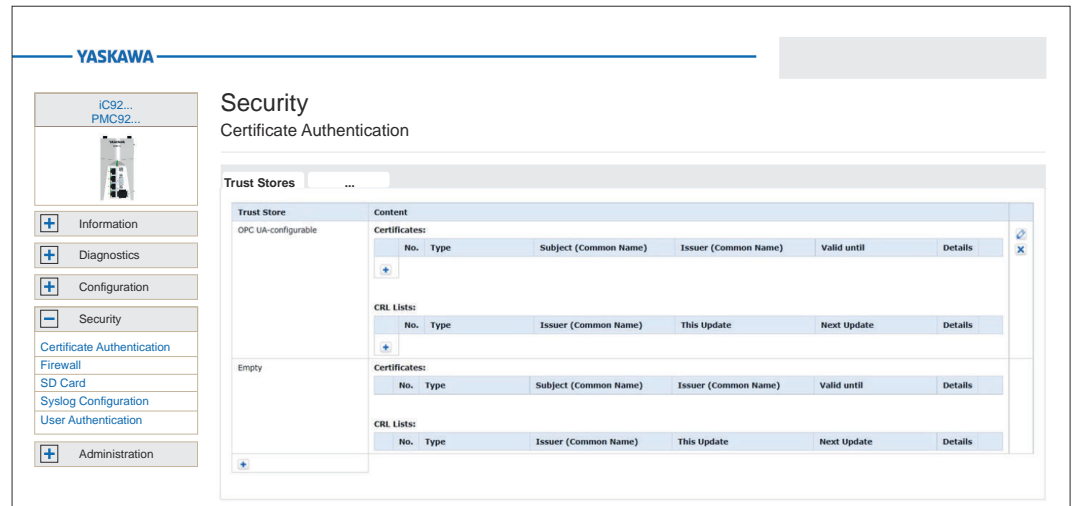 YASKAWA
iC92...
PMC92...
Information
Diagnostics
Configuration
Security
Certificate Authentication
Firewall
SD Card
Syslog Configuration
User Authentication
Administration
Security
Certificate Authentication
Trust Stores ...
Trust Store Content
OPC UA-configurable Certificates:
No. Type Subject (Common Name) Issuer (Common Name) Valid until Details
CRL Lists:
No. Type Issuer (Common Name) This Update Next Update Details
Empty Certificates:
No. Type Subject (Common Name) Issuer (Common Name) Valid until Details
CRL Lists:
No. Type Issuer (Common Name) This Update Next Update Details